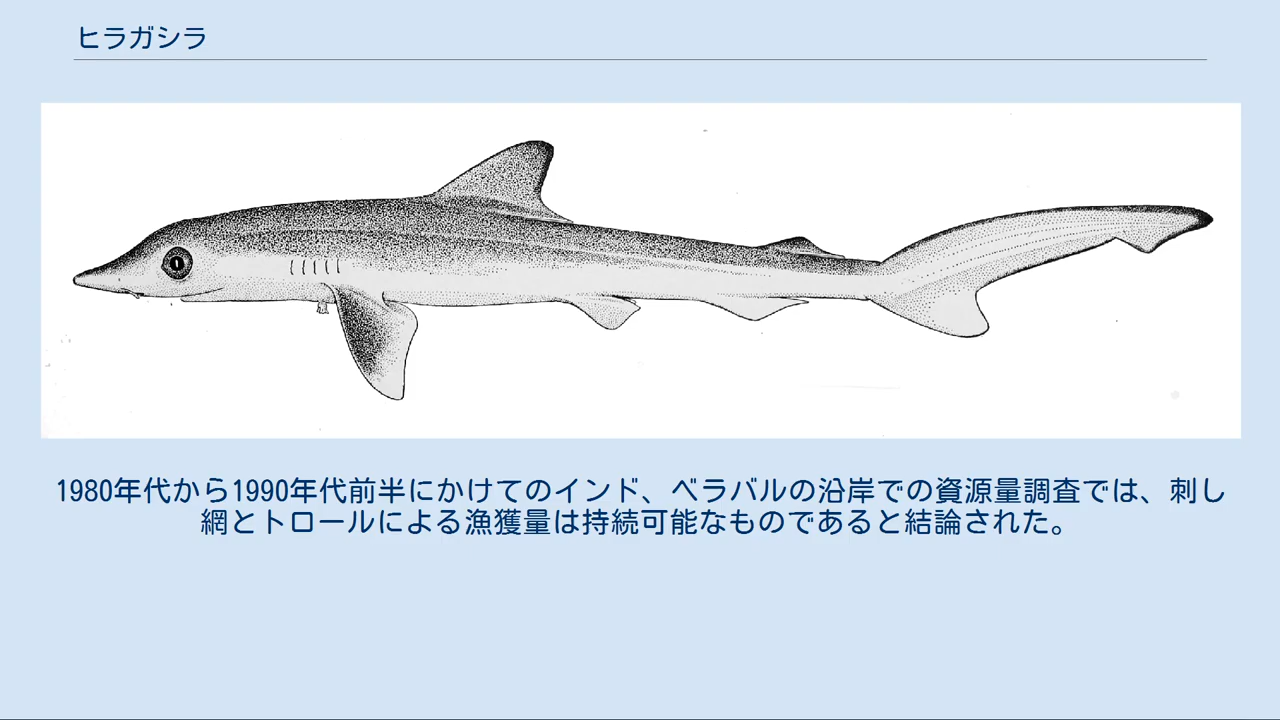 ヒラガシラ
1980年代から1990年代前半にかけてのインド、ベラバルの沿岸での資源量調査では、刺し
網とトロールによる漁獲量は持続可能なものであると結論された。